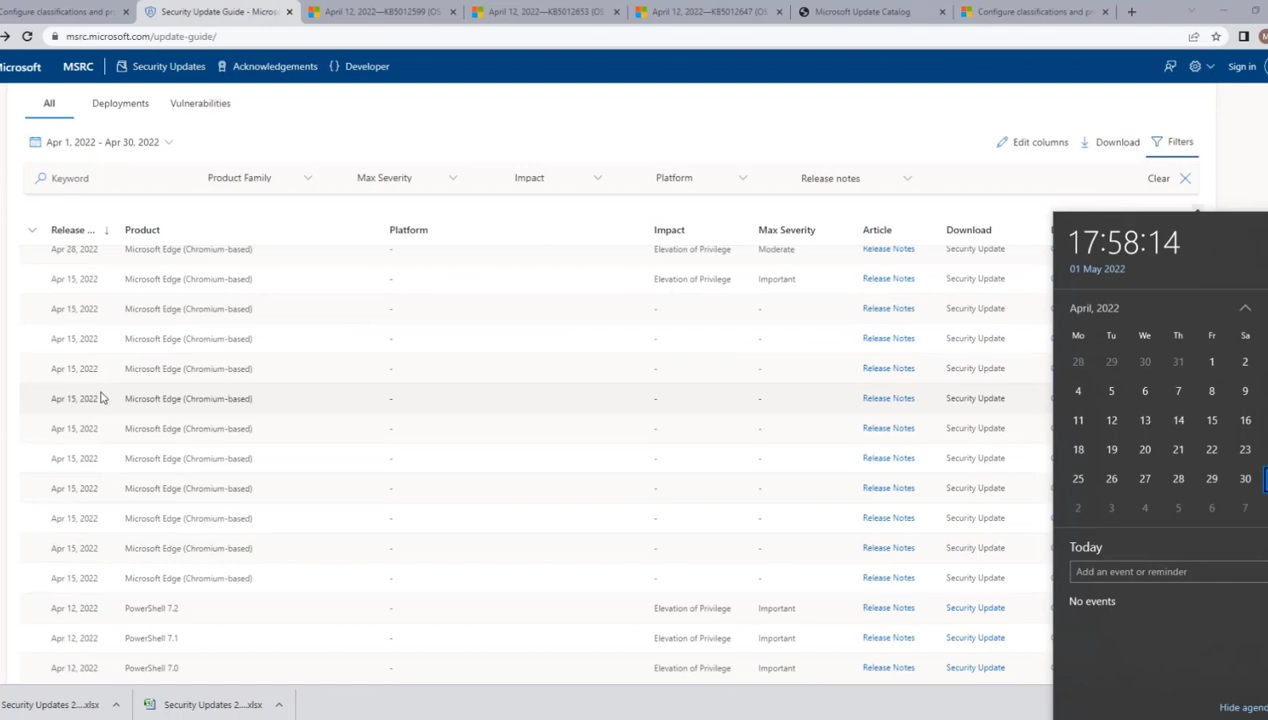 Configure classifications and pr
Security Update Guide - Micros
April 12, 2022—KB5012599 (OS
April 12, 2022—KB5012653 (OS
April 12, 2022—KB5012647 (OS
Microsoft Update Catalog
Configure classifications and pr
msrc.microsoft.com/update-guide/
Microsoft MSRC Security Updates Acknowledgements Developer Sign in
All Deployments Vulnerabilities
Apr 1, 2022 - Apr 30, 2022 Edit columns Download Filters
Keyword Product Family Max Severity Impact Platform Release notes Clear
Release ... Product Platform Impact Max Severity Article Download
Apr 28, 2022 Microsoft Edge (Chromium-based) - Elevation of Privilege Moderate Release Notes Security Update
Apr 15, 2022 Microsoft Edge (Chromium-based) - Elevation of Privilege Important Release Notes Security Update
Apr 15, 2022 Microsoft Edge (Chromium-based) - - - Release Notes Security Update
Apr 15, 2022 Microsoft Edge (Chromium-based) - - - Release Notes Security Update
Apr 15, 2022 Microsoft Edge (Chromium-based) - - - Release Notes Security Update
Apr 15, 2022 Microsoft Edge (Chromium-based) - - - Release Notes Security Update
Apr 15, 2022 Microsoft Edge (Chromium-based) - - - Release Notes Security Update
Apr 15, 2022 Microsoft Edge (Chromium-based) - - - Release Notes Security Update
Apr 15, 2022 Microsoft Edge (Chromium-based) - - - Release Notes Security Update
Apr 15, 2022 Microsoft Edge (Chromium-based) - - - Release Notes Security Update
Apr 15, 2022 Microsoft Edge (Chromium-based) - - - Release Notes Security Update
Apr 15, 2022 Microsoft Edge (Chromium-based) - - - Release Notes Security Update
Apr 12, 2022 PowerShell 7.2 - Elevation of Privilege Important Release Notes Security Update
Apr 12, 2022 PowerShell 7.1 - Elevation of Privilege Important Release Notes Security Update
Apr 12, 2022 PowerShell 7.0 - Elevation of Privilege Important Release Notes Security Update
17:58:14
01 May 2022
April, 2022
Mo Tu We Th Fr Sa
28 29 30 31 1 2
4 5 6 7 8 9
11 12 13 14 15 16
18 19 20 21 22 23
25 26 27 28 29 30
2 3 4 5 6 7
Today
Add an event or reminder
No events
Hide agend
Security Updates 2....xlsx
Security Updates 2....xlsx